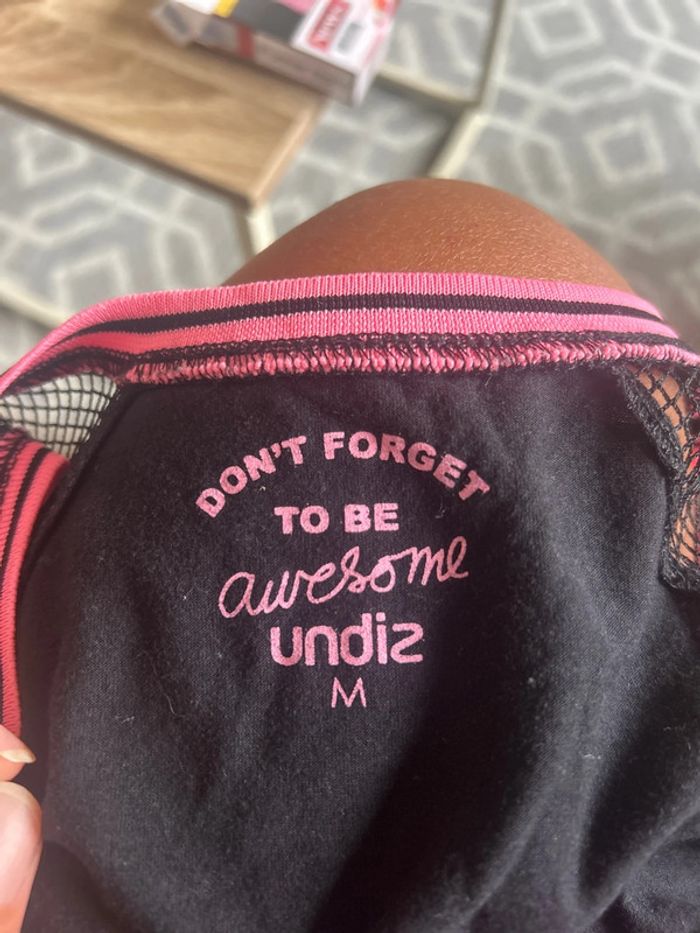 DON'T FORGET
TO BE
awesome
undiz
M